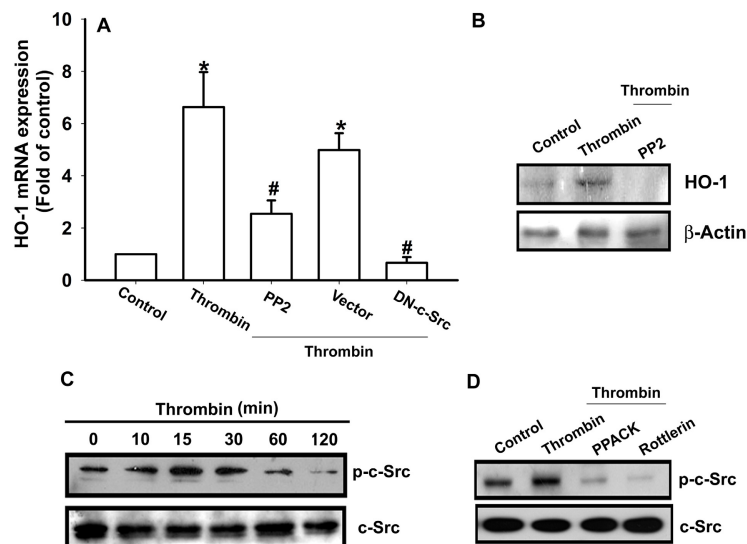 A
HO-1 mRNA expression
(Fold of control)
10
8
6
4
2
0
*
*
#
#
Control
Thrombin
PP2
Vector
DN-c-Src
Thrombin
B
Thrombin
Control
Thrombin
PP2
HO-1
β-Actin
C
Thrombin (min)
0 10 15 30 60 120
p-c-Src
c-Src
D
Thrombin
Control
Thrombin
PPACK
Rottlerin
p-c-Src
c-Src